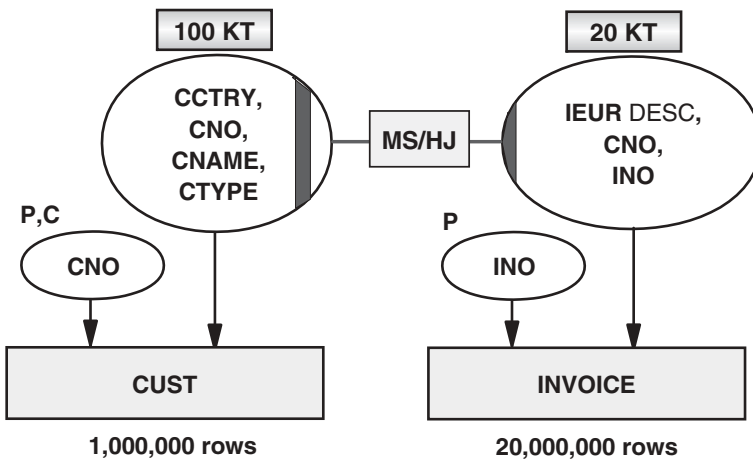 100 KT
20 KT
CCTRY,
CNO,
CNAME,
CTYPE
MS/HJ
IEUR DESC,
CNO,
INO
P,C
CNO
P
INO
CUST
INVOICE
1,000,000 rows
20,000,000 rows